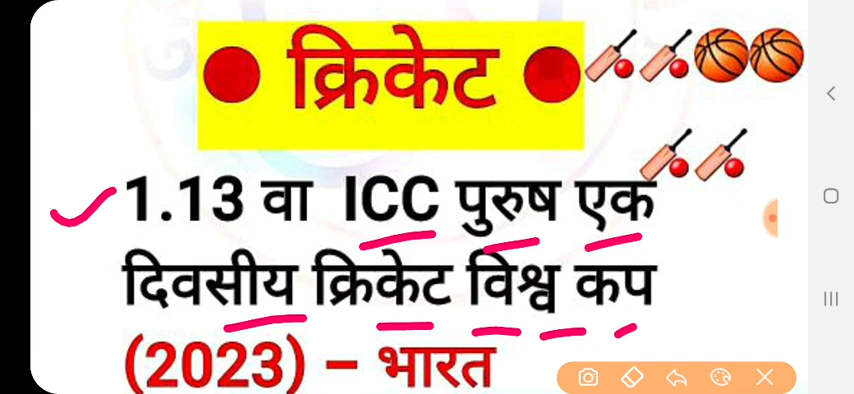 ● क्रिकेट ●
1.13 वा ICC पुरुष एक
दिवसीय क्रिकेट विश्व कप
(2023) – भारत